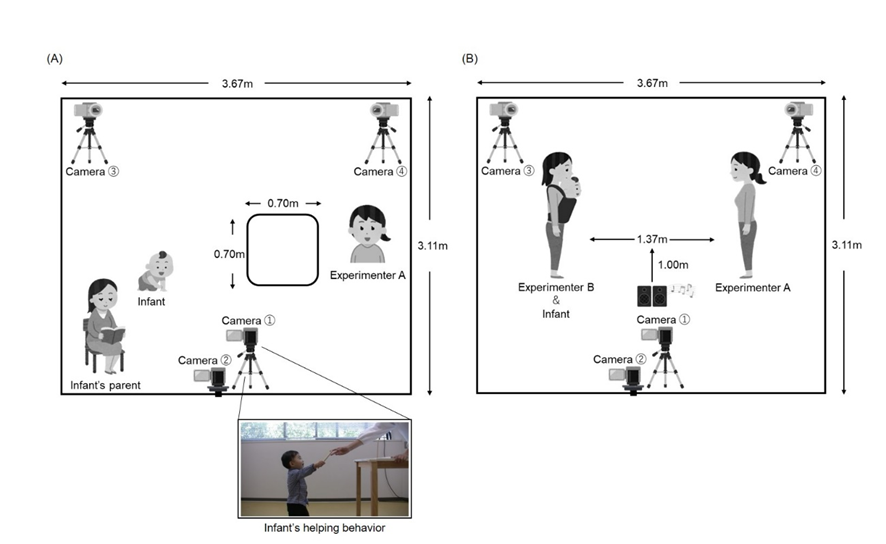 (A)
3.67m
Camera ③
Camera ④
0.70m
0.70m
3.11m
Experimenter A
Infant
Infant's parent
Camera ①
Camera ②
Infant's helping behavior
(B)
3.67m
Camera ③
Camera ④
1.37m
3.11m
1.00m
Experimenter B
&
Infant
Experimenter A
Camera ①
Camera ②